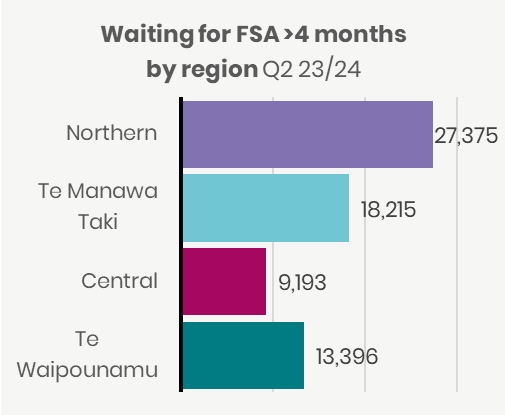 Waiting for FSA >4 months
by region Q2 23/24
Northern
27,375
Te Manawa
Taki
18,215
Central
9,193
Te
Waipounamu
13,396